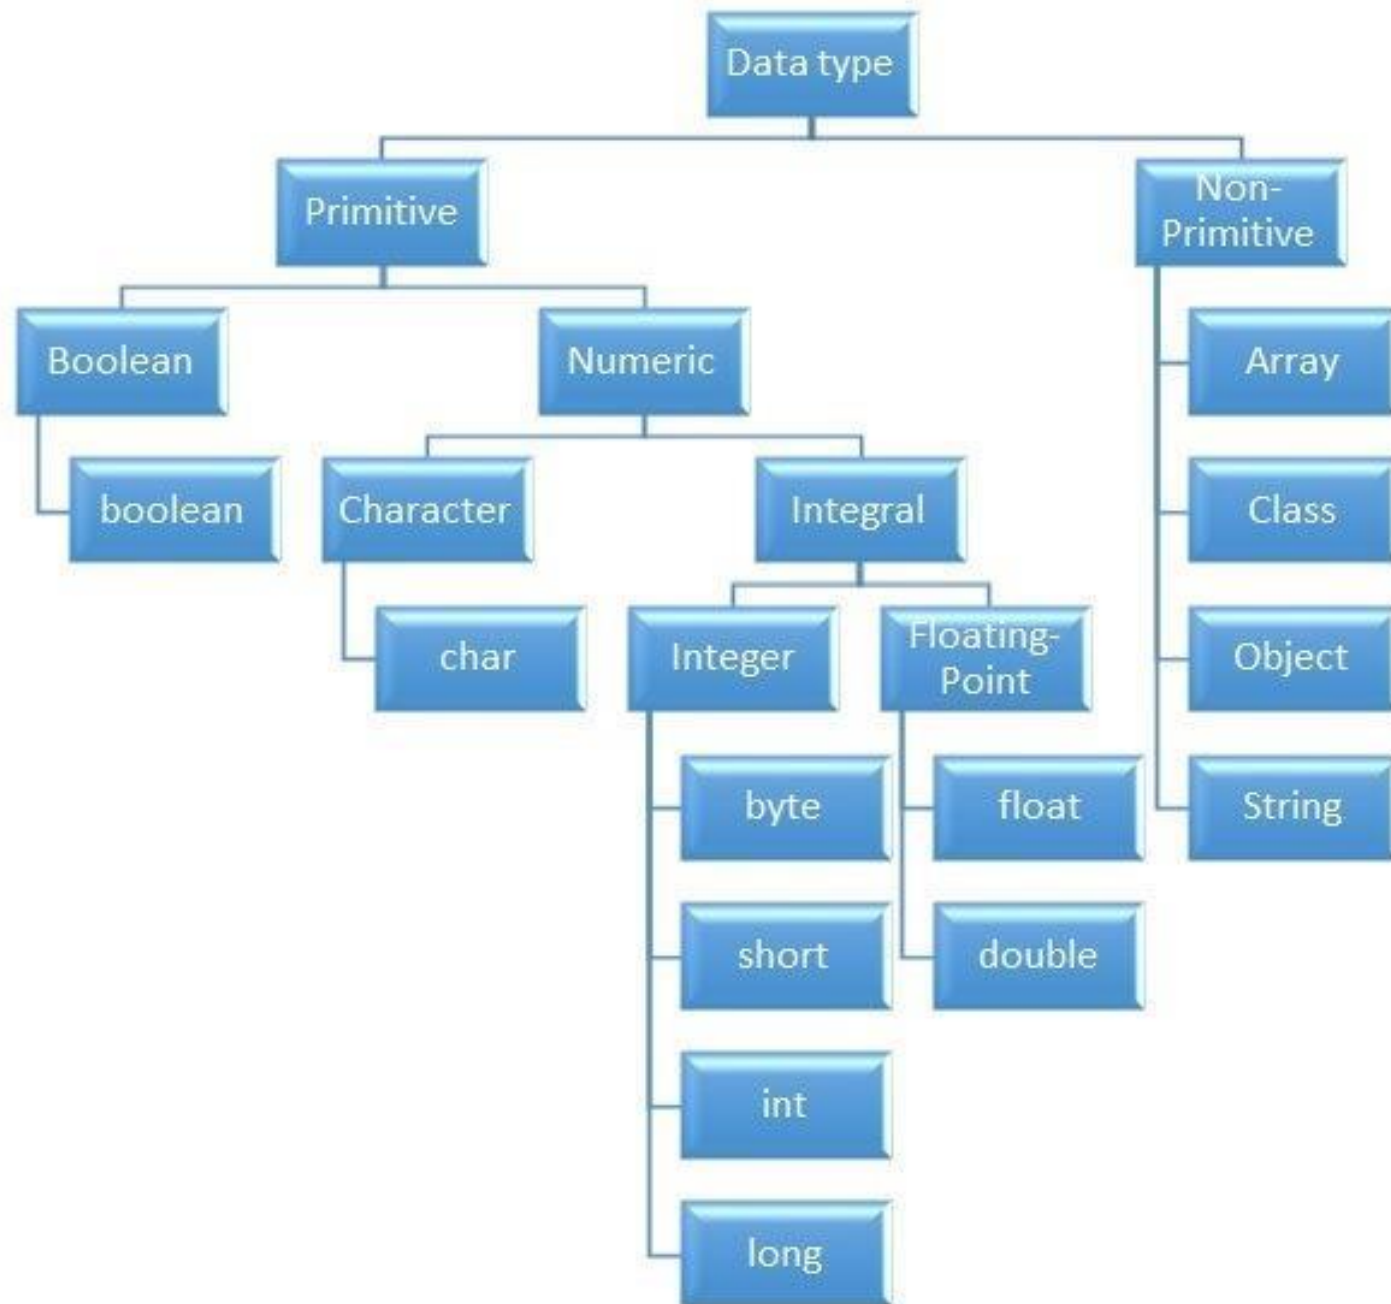 Data type
Primitive
Non-
Primitive
Boolean
Numeric
Array
boolean
Character
Integral
Class
char
Integer
Floating-
Point
Object
byte
float
String
short
double
int
long